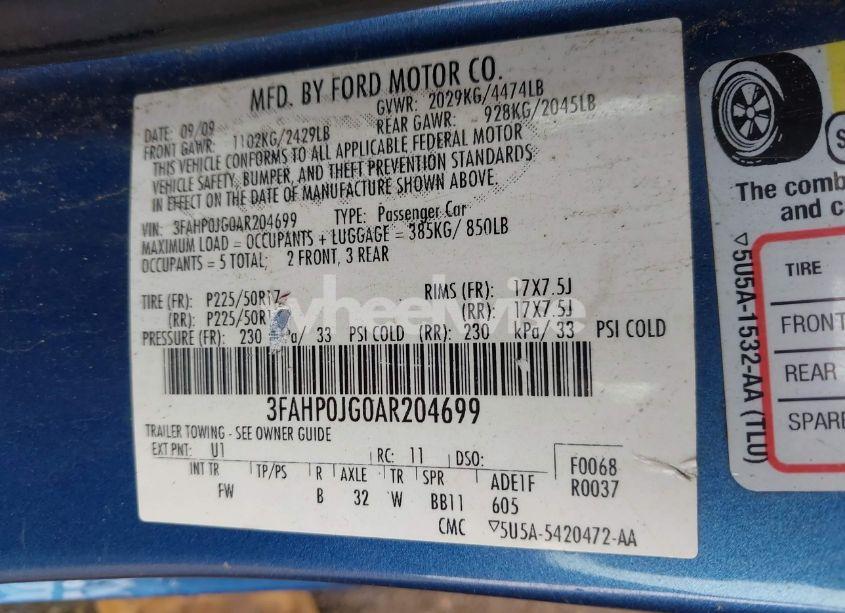 MFD. BY FORD MOTOR CO.
DATE: 09/09 GVWR: 2029KG/4474LB
FRONT GAWR: 1102KG/2429LB REAR GAWR: 928KG/2045LB
THIS VEHICLE CONFORMS TO ALL APPLICABLE FEDERAL MOTOR
VEHICLE SAFETY, BUMPER, AND THEFT PREVENTION STANDARDS
IN EFFECT ON THE DATE OF MANUFACTURE SHOWN ABOVE.
VIN: 3FAHP0JG0AR204699 TYPE: Passenger Car
MAXIMUM LOAD = OCCUPANTS + LUGGAGE = 385KG/ 850LB
OCCUPANTS = 5 TOTAL; 2 FRONT, 3 REAR
TIRE (FR): P225/50R17 RIMS (FR): 17X7.5J
(RR): P225/50R (RR): 17X7.5J
PRESSURE (FR): 230 kPa/ 33 PSI COLD (RR): 230 kPa/ 33 PSI COLD
3FAHP0JG0AR204699
TRAILER TOWING - SEE OWNER GUIDE
EXT PNT: U1 RC: 11 DSO:
F0068
R0037
INT TR TP/PS R AXLE TR SPR ADE1F
FW B 32 W BB11 605
CMC ▽5U5A-5420472-AA
wheelwise
The comb
and c
TIRE
FRONT
REAR
SPARE
▽5U5A-1532-AA (TLU)
S